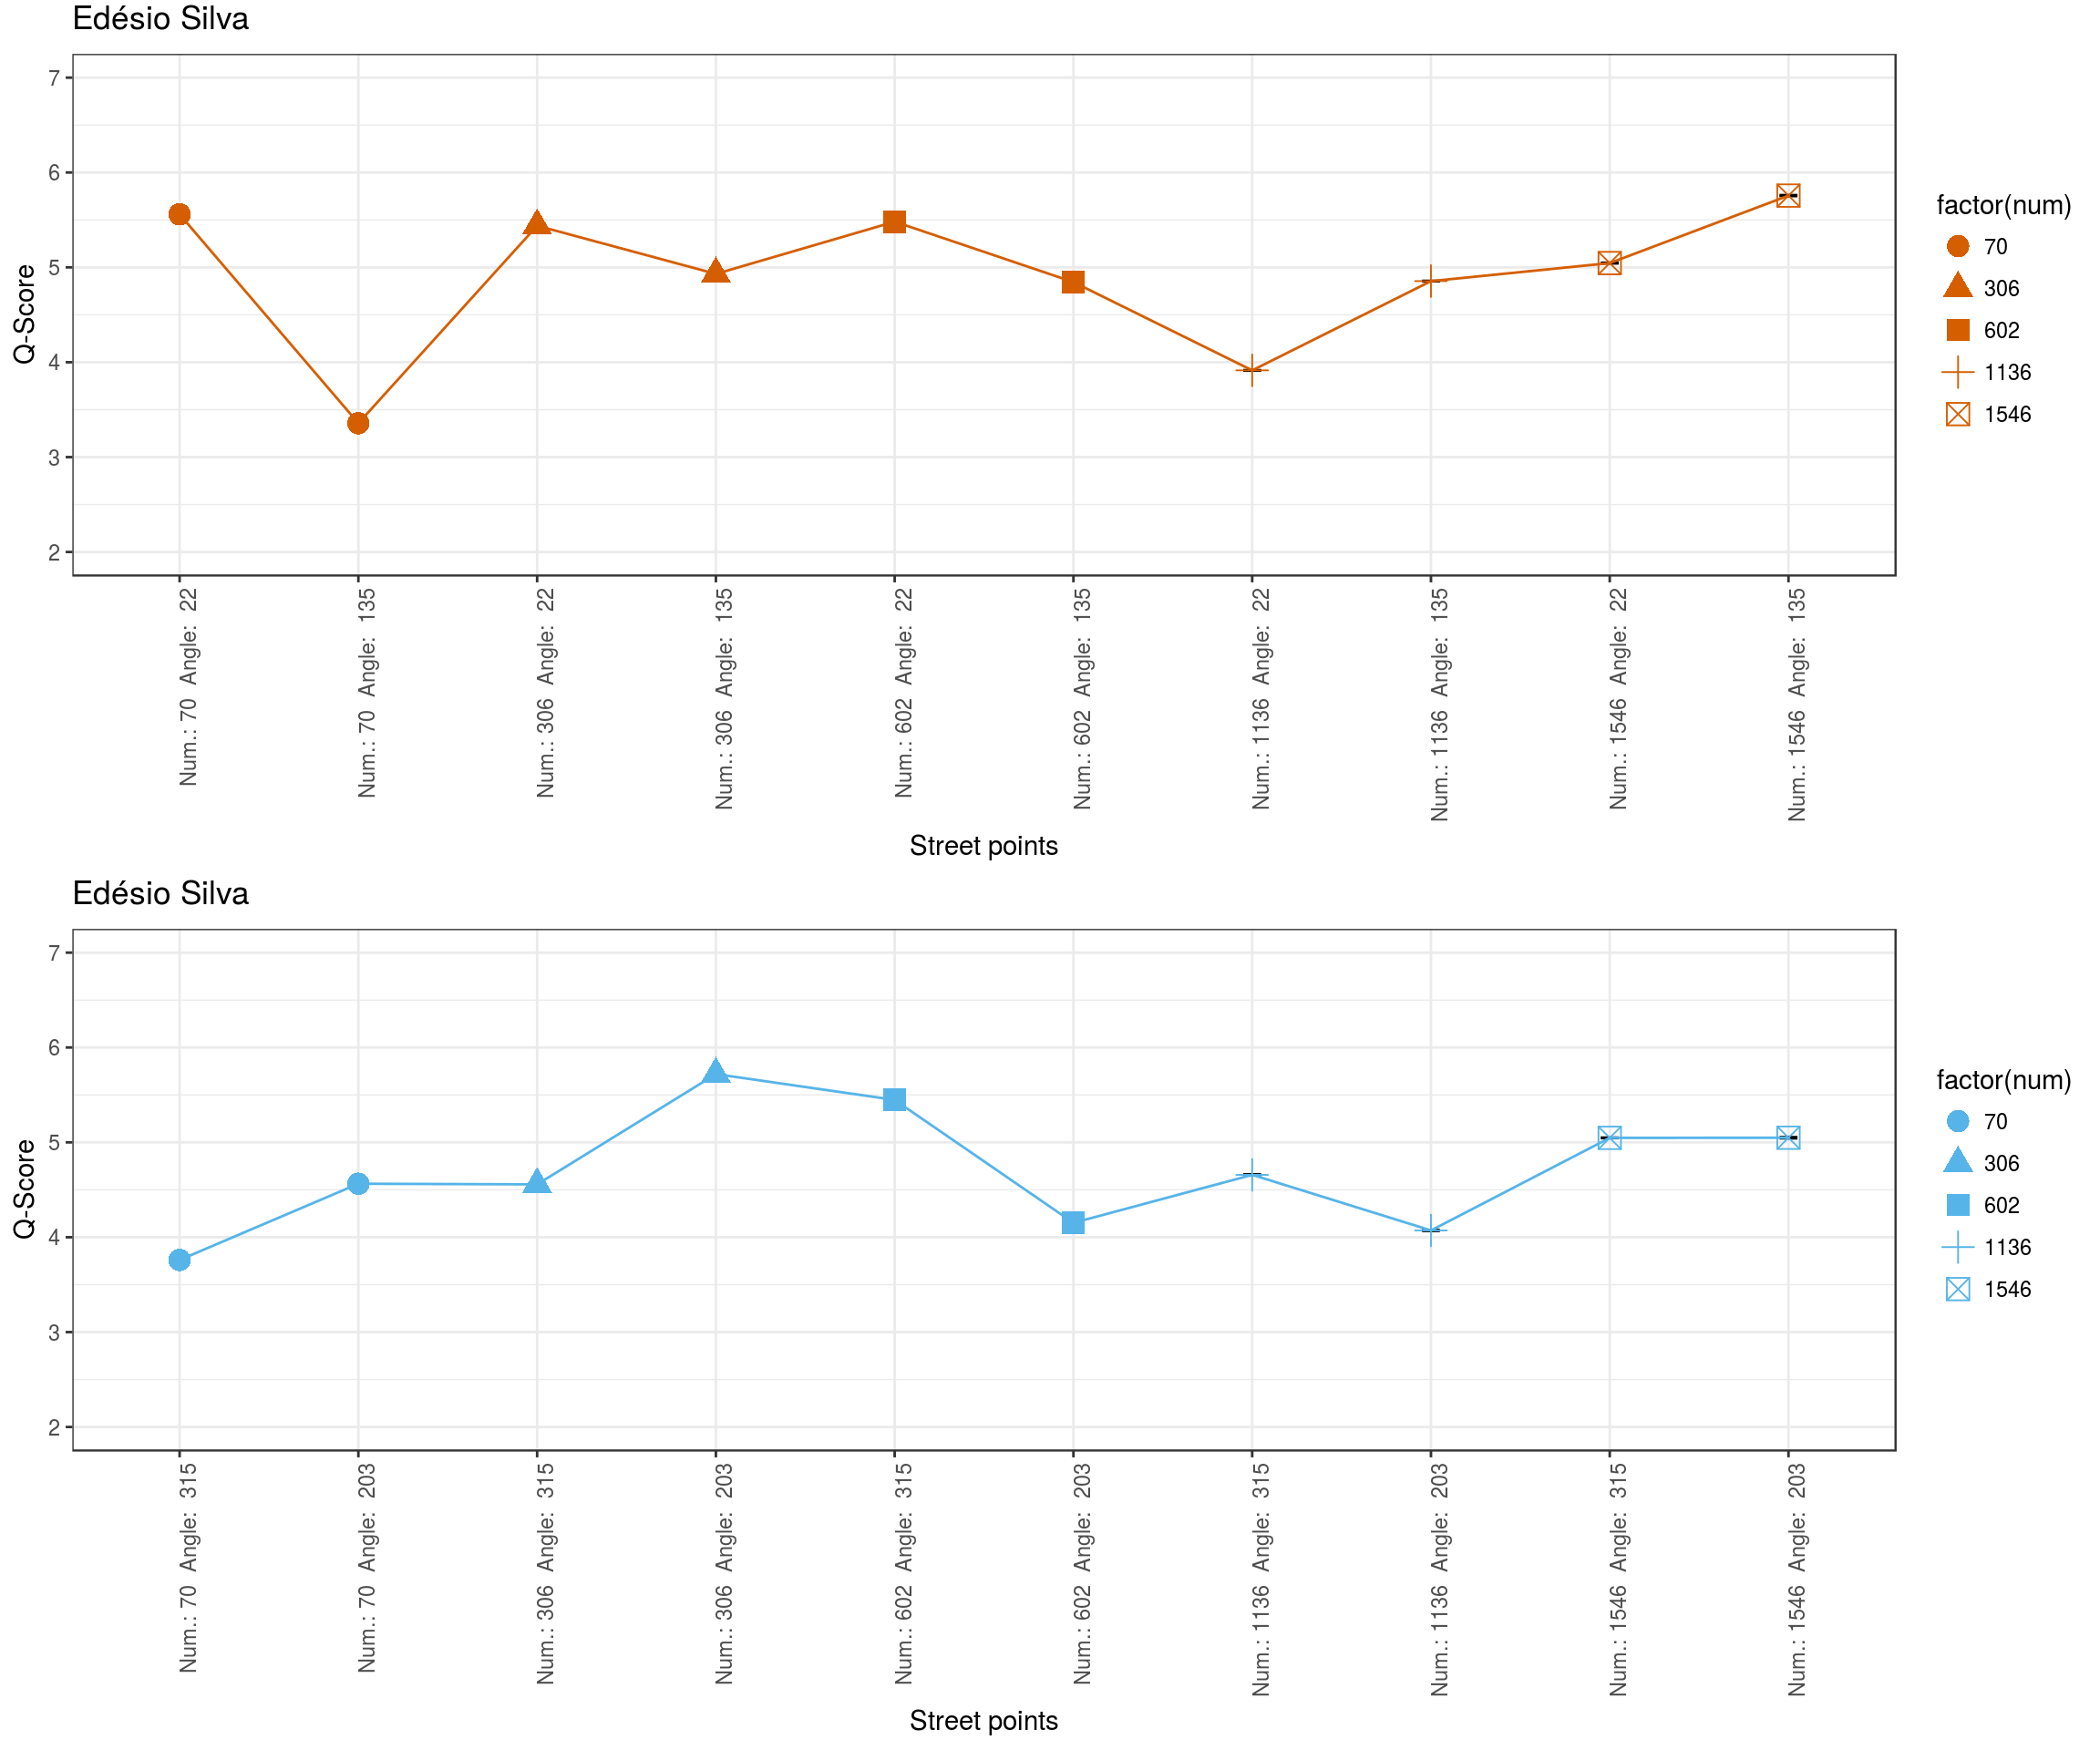 Edésio Silva
7
6
5
4
3
2
Q-Score
Num.: 70 Angle: 22
Num.: 70 Angle: 135
Num.: 306 Angle: 22
Num.: 306 Angle: 135
Num.: 602 Angle: 22
Num.: 602 Angle: 135
Num.: 1136 Angle: 22
Num.: 1136 Angle: 135
Num.: 1546 Angle: 22
Num.: 1546 Angle: 135
Street points
factor(num)
70
306
602
1136
1546
Edésio Silva
7
6
5
4
3
2
Q-Score
Num.: 70 Angle: 315
Num.: 70 Angle: 203
Num.: 306 Angle: 315
Num.: 306 Angle: 203
Num.: 602 Angle: 315
Num.: 602 Angle: 203
Num.: 1136 Angle: 315
Num.: 1136 Angle: 203
Num.: 1546 Angle: 315
Num.: 1546 Angle: 203
Street points
factor(num)
70
306
602
1136
1546